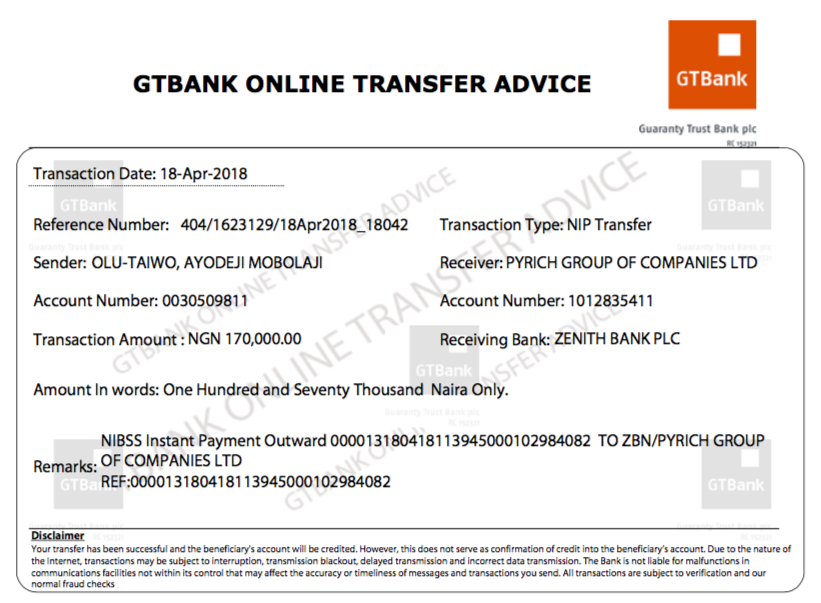 GTBANK ONLINE TRANSFER ADVICE
GTBank
Guaranty Trust Bank plc
RC 152321
Transaction Date: 18-Apr-2018
Reference Number: 404/1623129/18Apr2018_18042
Transaction Type: NIP Transfer
Sender: OLU-TAIWO, AYODEJI MOBOLAJI
Receiver: PYRICH GROUP OF COMPANIES LTD
Account Number: 0030509811
Account Number: 1012835411
Transaction Amount : NGN 170,000.00
Receiving Bank: ZENITH BANK PLC
Amount In words: One Hundred and Seventy Thousand Naira Only.
Remarks:
NIBSS Instant Payment Outward 000013180418113945000102984082 TO ZBN/PYRICH GROUP
OF COMPANIES LTD
REF:000013180418113945000102984082
Disclaimer
Your transfer has been successful and the beneficiary's account will be credited. However, this does not serve as confirmation of credit into the beneficiary's account. Due to the nature of
the Internet, transactions may be subject to interruption, transmission blackout, delayed transmission and incorrect data transmission. The Bank is not liable for malfunctions in
communications facilities not within its control that may affect the accuracy or timeliness of messages and transactions you send. All transactions are subject to verification and our
normal fraud checks
GTBANK ONLINE TRANSFER ADVICE
GTBank
Guaranty Trust Bank plc
RC 152321